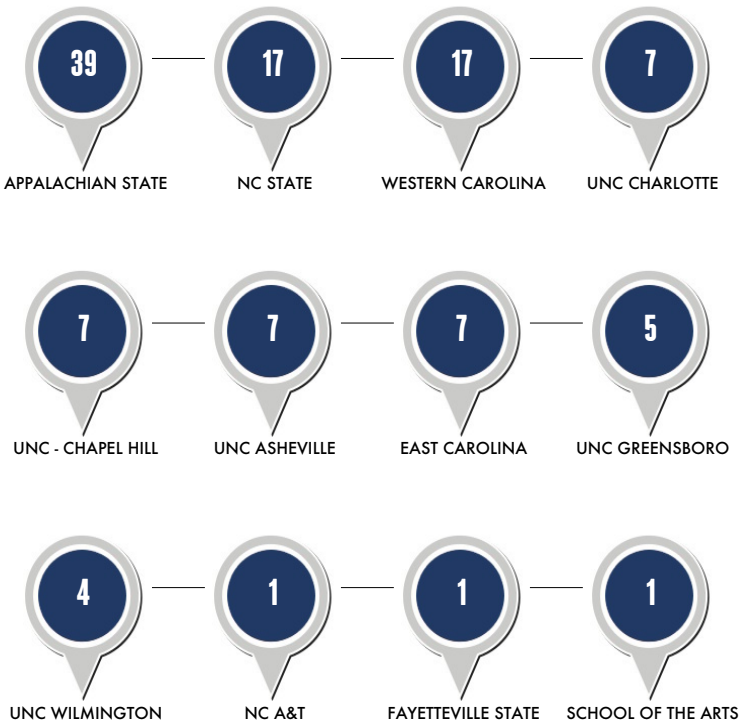 39 17 17 7
APPALACHIAN STATE NC STATE WESTERN CAROLINA UNC CHARLOTTE
7 7 7 5
UNC - CHAPEL HILL UNC ASHEVILLE EAST CAROLINA UNC GREENSBORO
4 1 1 1
UNC WILMINGTON NC A&T FAYETTEVILLE STATE SCHOOL OF THE ARTS